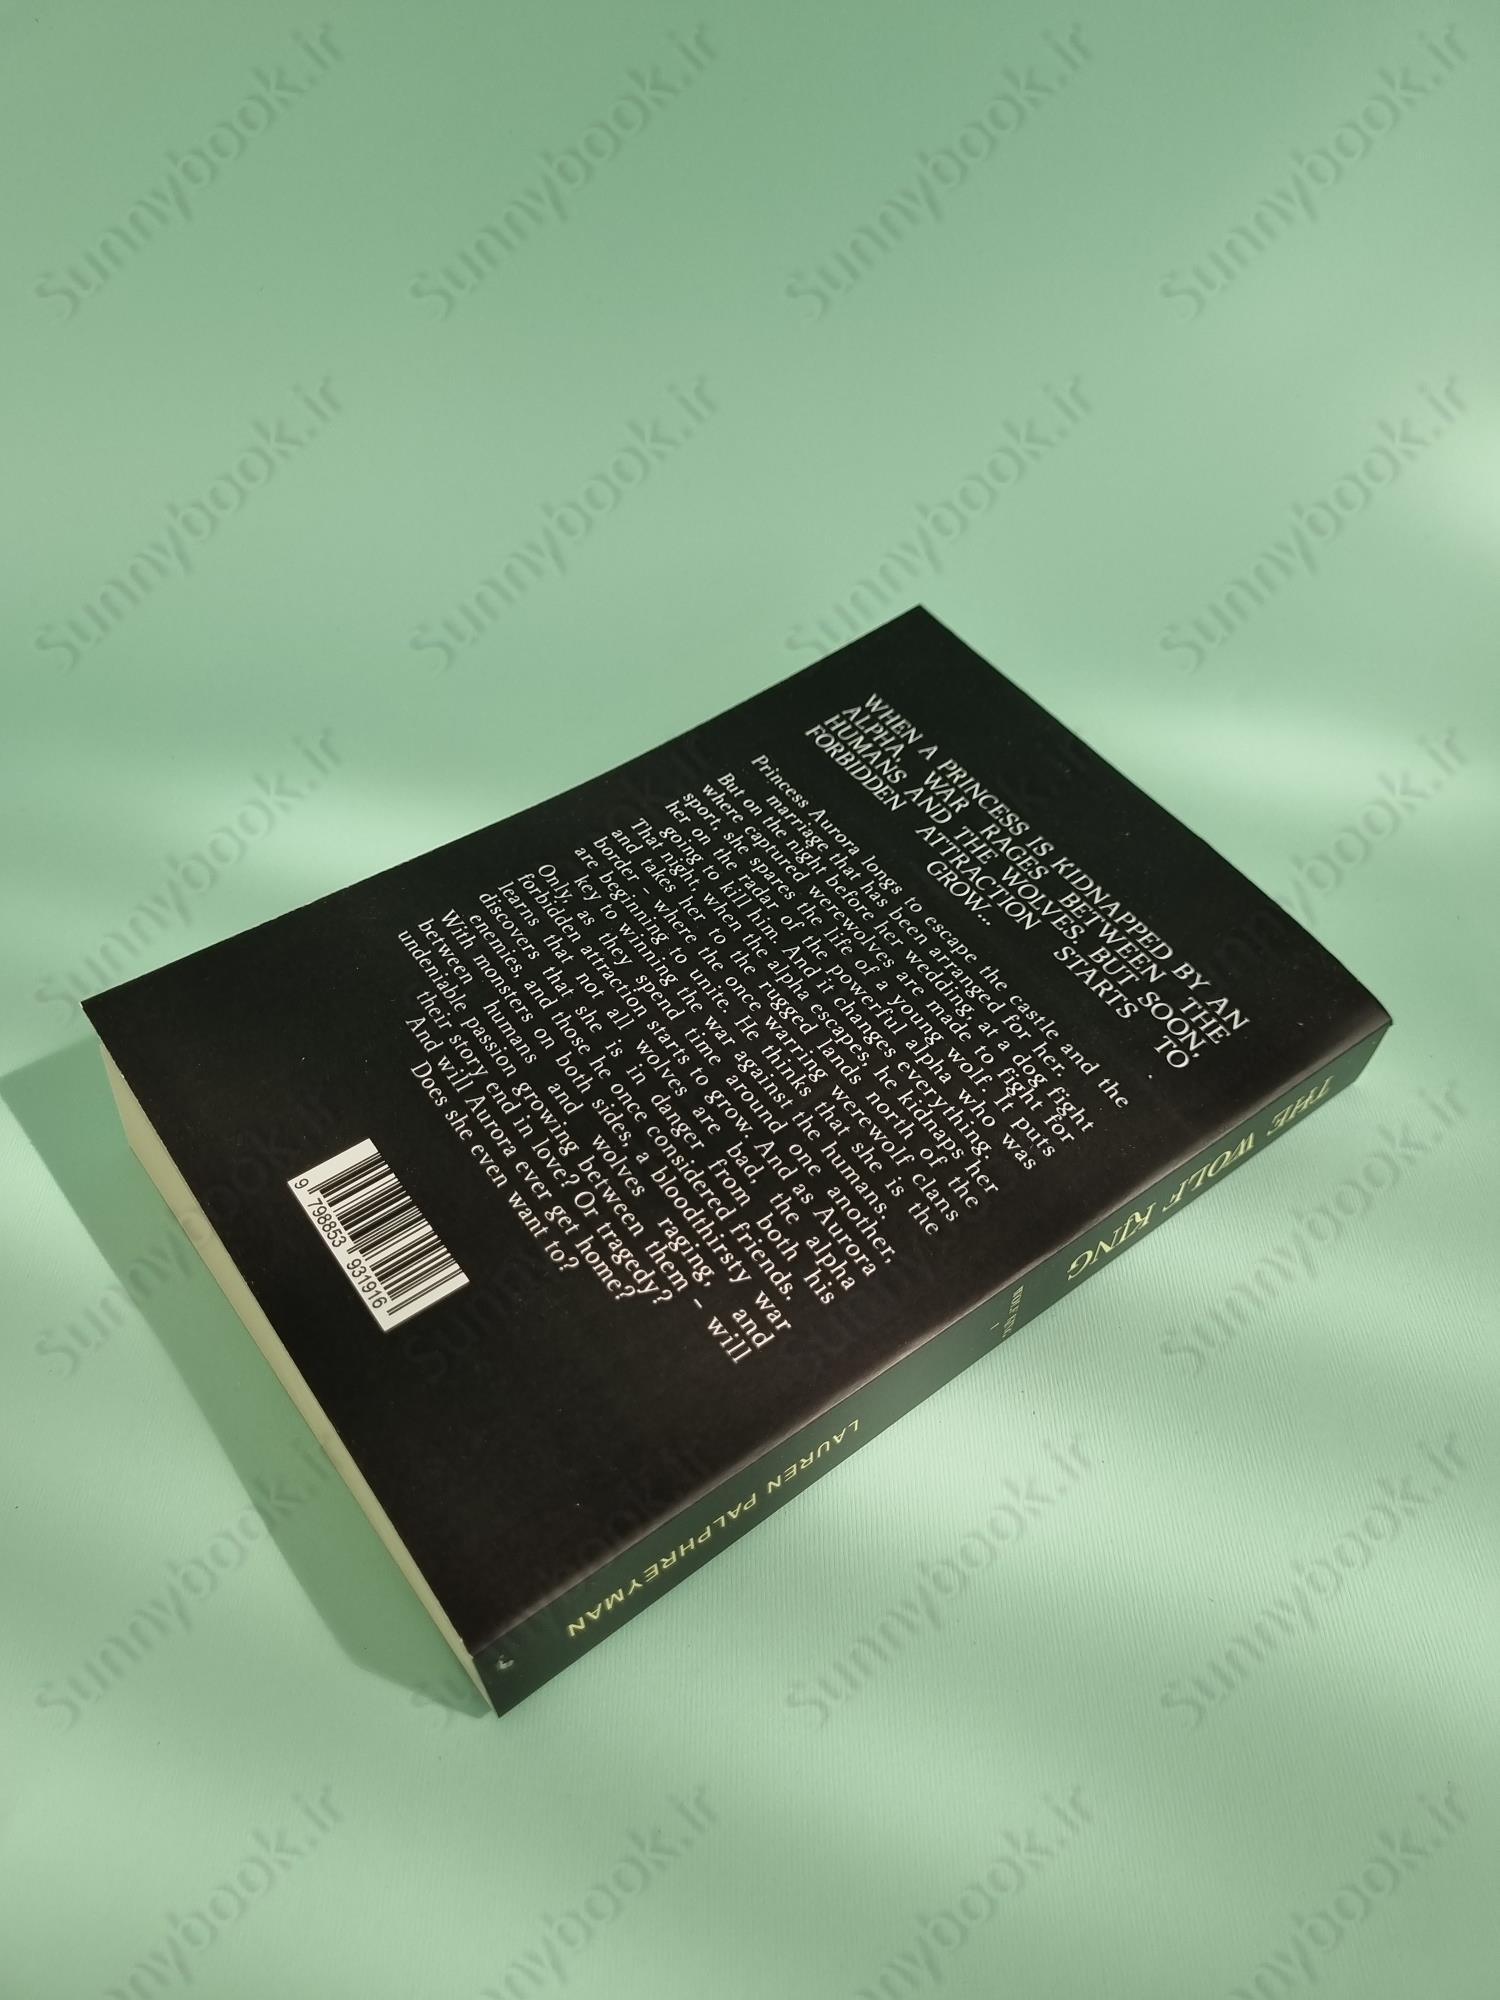 WHEN A PRINCESS IS KIDNAPPED BY AN
ALPHA, WAR RAGES BETWEEN THE
HUMANS AND THE WOLVES. BUT SOON,
FORBIDDEN ATTRACTION STARTS TO
GROW...
Princess Aurora longs to escape the castle and the
marriage that has been arranged for her.
But on the night before her wedding, at a dog fight
where captured werewolves are made to fight for
sport, she spares the life of a young wolf. It puts
her on the radar of the powerful alpha who was
going to kill him. And it changes everything.
That night, when the alpha escapes, he kidnaps her
and takes her to the rugged lands north of the
border – where the once warring werewolf clans
are beginning to unite. He thinks that she is the
key to winning the war against the humans.
Only, as they spend time around one another,
forbidden attraction starts to grow. And as Aurora
learns that not all wolves are bad, the alpha
discovers that she is in danger from both his
enemies, and those he once considered friends.
With monsters on both sides, a bloodthirsty war
between humans and wolves raging, and
undeniable passion growing between them – will
their story end in love? Or tragedy?
And will Aurora ever get home?
Does she even want to?
9 798853 931916
THE WOLF KING
WOLF KING
1
LAUREN PALPHREYMAN
sunnybook.ir